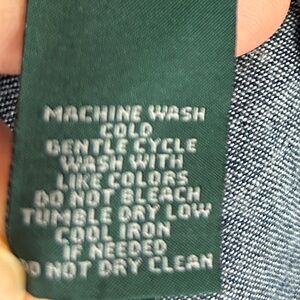 MACHINE WASH
COLD
GENTLE CYCLE
WASH WITH
LIKE COLORS
DO NOT BLEACH
TUMBLE DRY LOW
COOL IRON
IF NEEDED
DO NOT DRY CLEAN